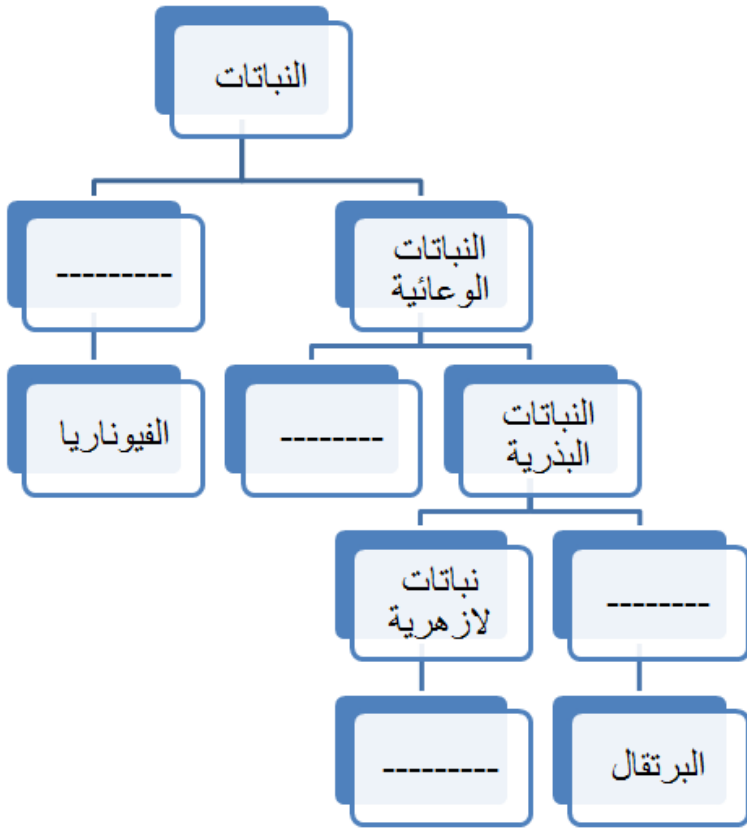 النباتات
النباتات
الوعائية
---------
النباتات
البذرية
--------
الفيوناريا
--------
نباتات
لازهرية
البرتقال
---------